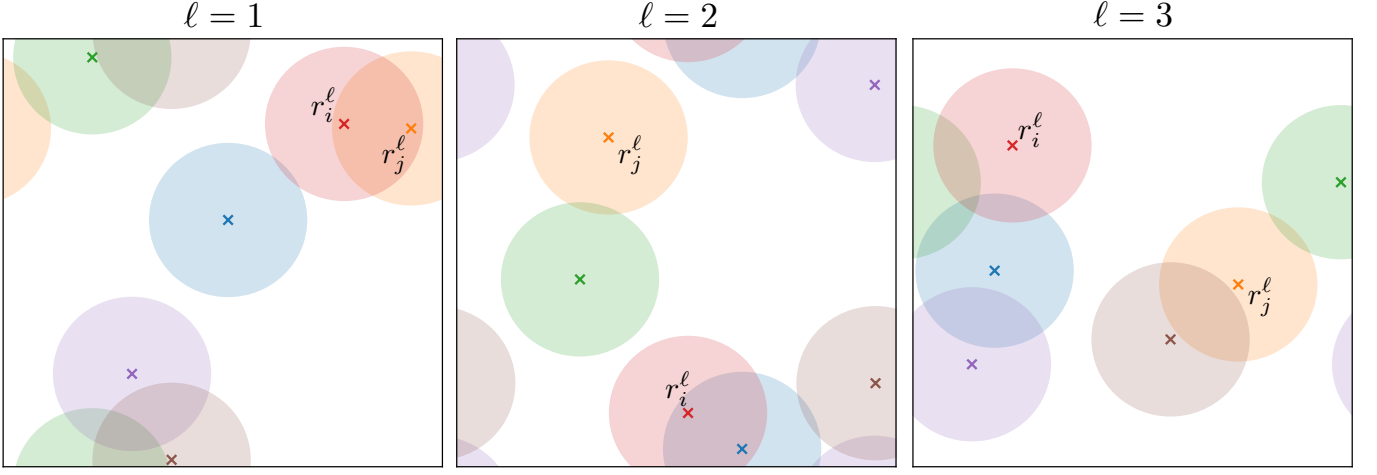 ℓ = 1
ℓ = 2
ℓ = 3
r_i^ℓ
r_j^ℓ
r_j^ℓ
r_i^ℓ
r_i^ℓ
r_j^ℓ